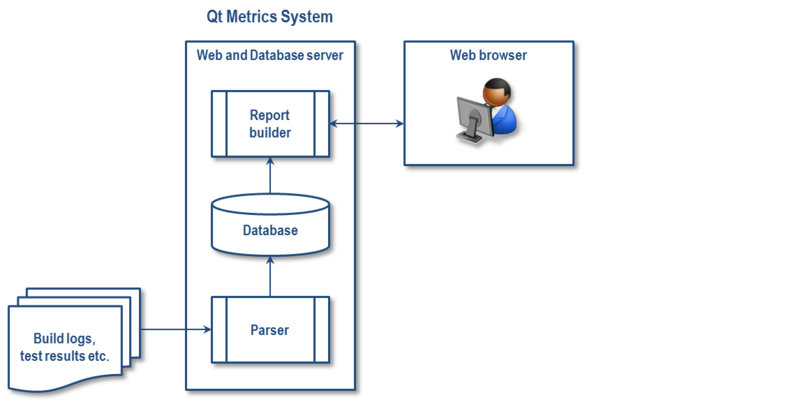 Qt Metrics System
Web and Database server
Web browser
Report
builder
Database
Parser
Build logs,
test results etc.